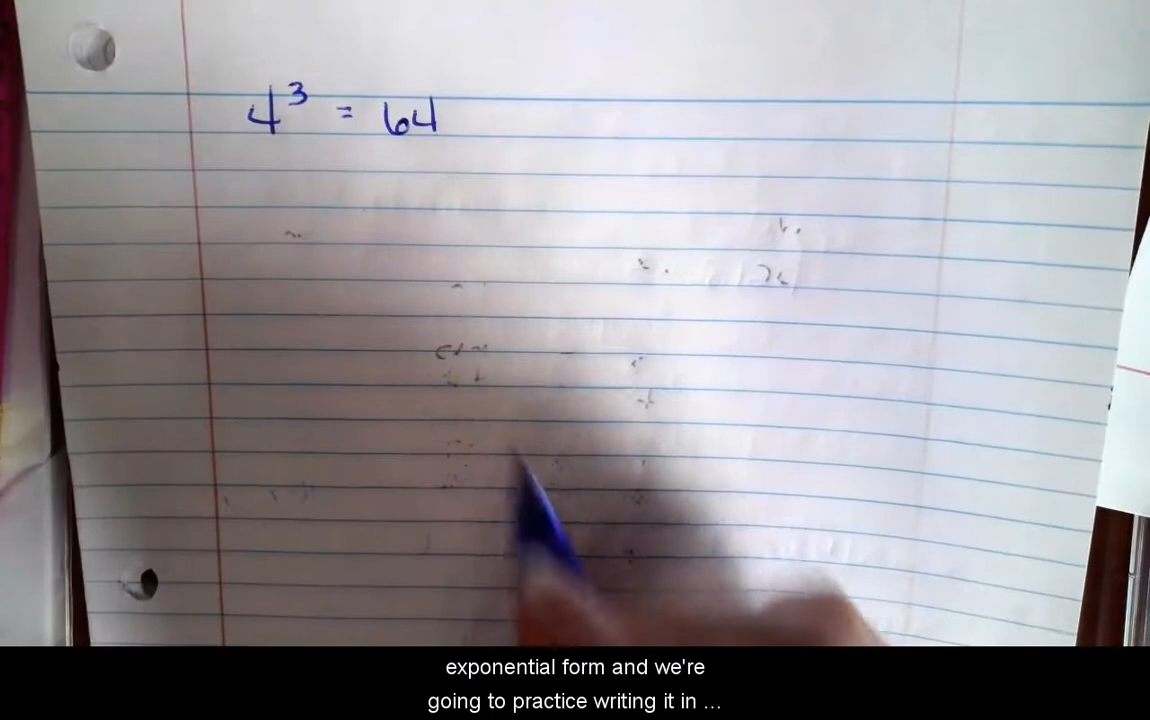 4³ = 64
exponential form and we're
going to practice writing it in ...